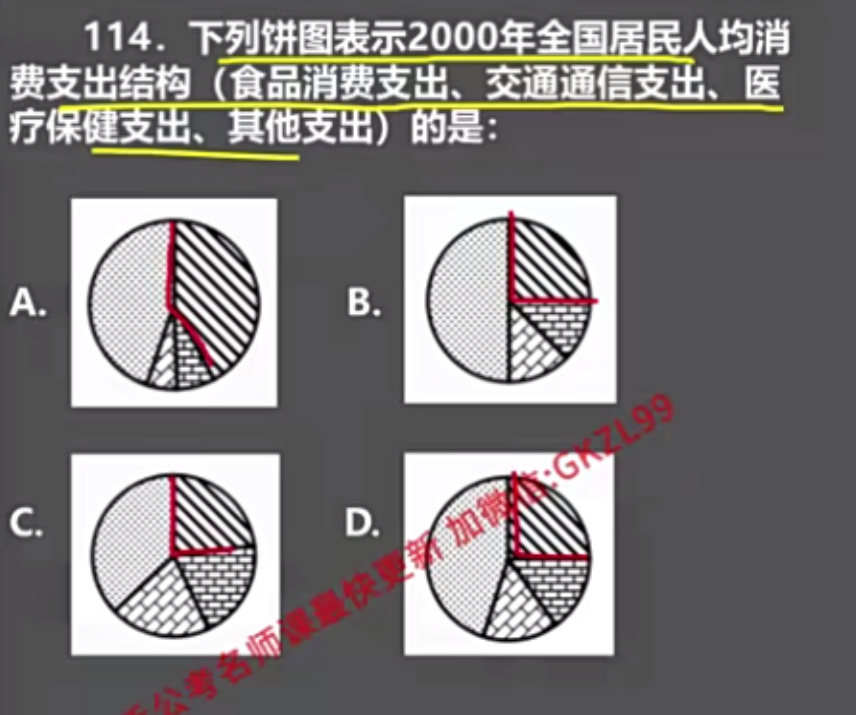 114. 下列饼图表示2000年全国居民人均消
费支出结构（食品消费支出、交通通信支出、医
疗保健支出、其他支出）的是：
A.
B.
C.
D.
公考名师课量快更新 加微信:GKZL99